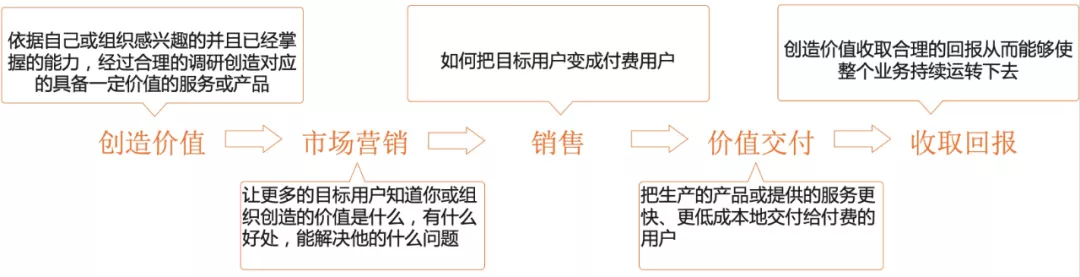 依据自己或组织感兴趣的并且已经掌
握的能力，经过合理的调研创造对应
的具备一定价值的服务或产品
如何把目标用户变成付费用户
创造价值收取合理的回报从而能够使
整个业务持续运转下去
创造价值
市场营销
销售
价值交付
收取回报
让更多的目标用户知道你或组
织创造的价值是什么，有什么
好处，能解决他的什么问题
把生产的产品或提供的服务更
快、更低成本地交付给付费的
用户